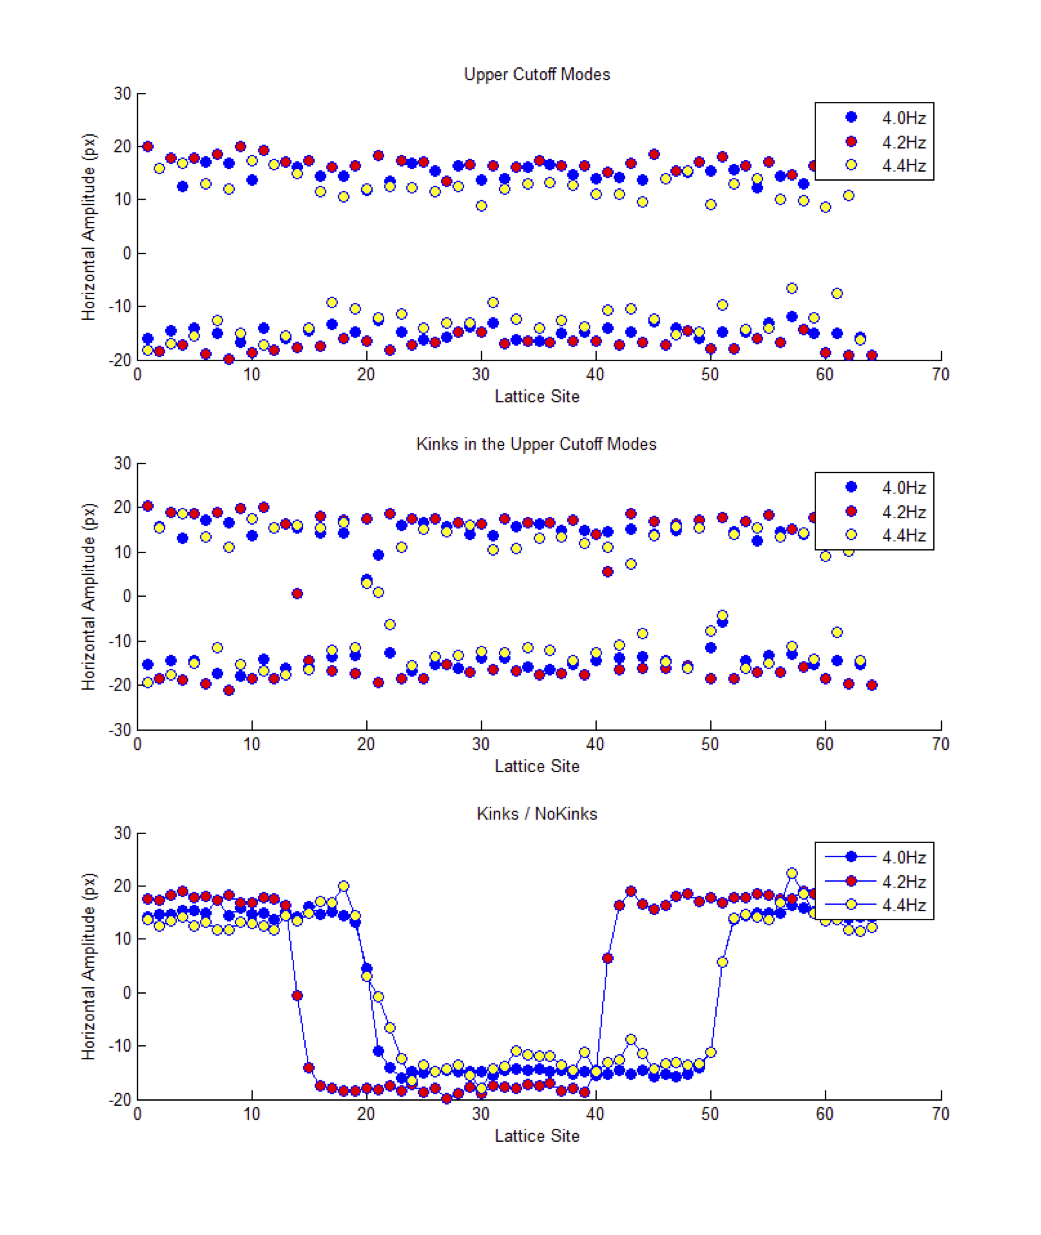 Upper Cutoff Modes
30
20
10
0
-10
-20
Horizontal Amplitude (px)
4.0Hz
4.2Hz
4.4Hz
0 10 20 30 40 50 60 70
Lattice Site
Kinks in the Upper Cutoff Modes
30
20
10
0
-10
-20
-30
Horizontal Amplitude (px)
4.0Hz
4.2Hz
4.4Hz
0 10 20 30 40 50 60 70
Lattice Site
Kinks / NoKinks
30
20
10
0
-10
-20
Horizontal Amplitude (px)
4.0Hz
4.2Hz
4.4Hz
0 10 20 30 40 50 60 70
Lattice Site